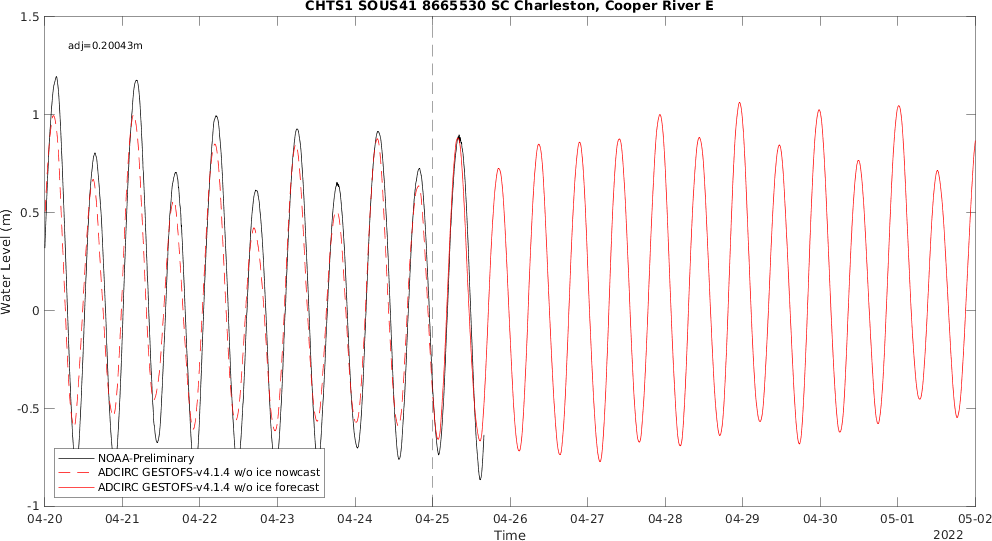 CHTS1 SOUS41 8665530 SC Charleston, Cooper River E
adj=0.20043m
1.5
1
0.5
0
-0.5
-1
Water Level (m)
NOAA-Preliminary
ADCIRC GESTOFS-v4.1.4 w/o ice nowcast
ADCIRC GESTOFS-v4.1.4 w/o ice forecast
04-20 04-21 04-22 04-23 04-24 04-25 04-26 04-27 04-28 04-29 04-30 05-01 05-02
Time
2022